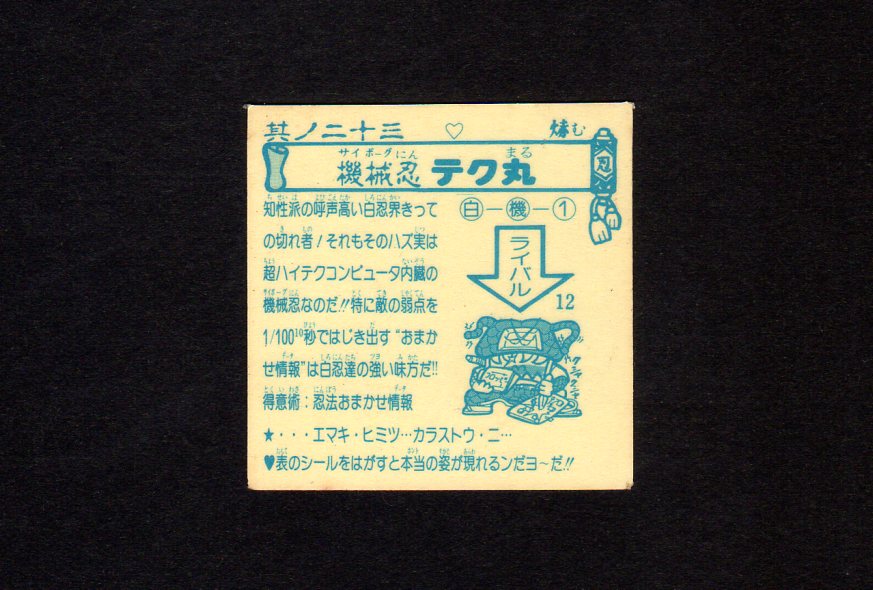 其ノ二十三 ♡
サイボーグにん まる
機械忍 テク丸
忍
知性派の呼声高い白忍界きって
の切れ者!それもそのハズ実は
超ハイテクコンピュータ内臓の
機械忍なのだ!!特に敵の弱点を
1/100¹⁰秒ではじき出す“おまか
せ情報”は白忍達の強い味方だ!!
得意術:忍法おまかせ情報
白-機-1
ライバル
12
★・・・エマキ・ヒミツ…カラストウ・ニ…
♥表のシールをはがすと本当の姿が現れるンだヨ～だ!!